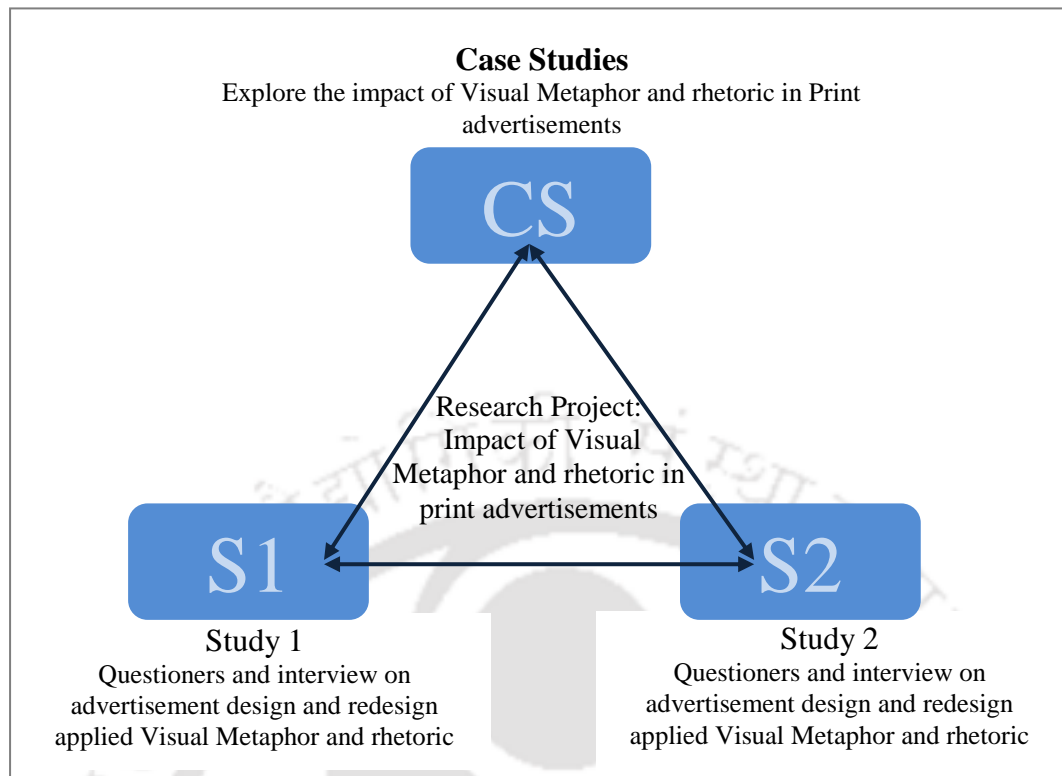 Case Studies
Explore the impact of Visual Metaphor and rhetoric in Print
advertisements
CS
Research Project:
Impact of Visual
Metaphor and rhetoric in
print advertisements
S1
S2
Study 1
Questioners and interview on
advertisement design and redesign
applied Visual Metaphor and rhetoric
Study 2
Questioners and interview on
advertisement design and redesign
applied Visual Metaphor and rhetoric